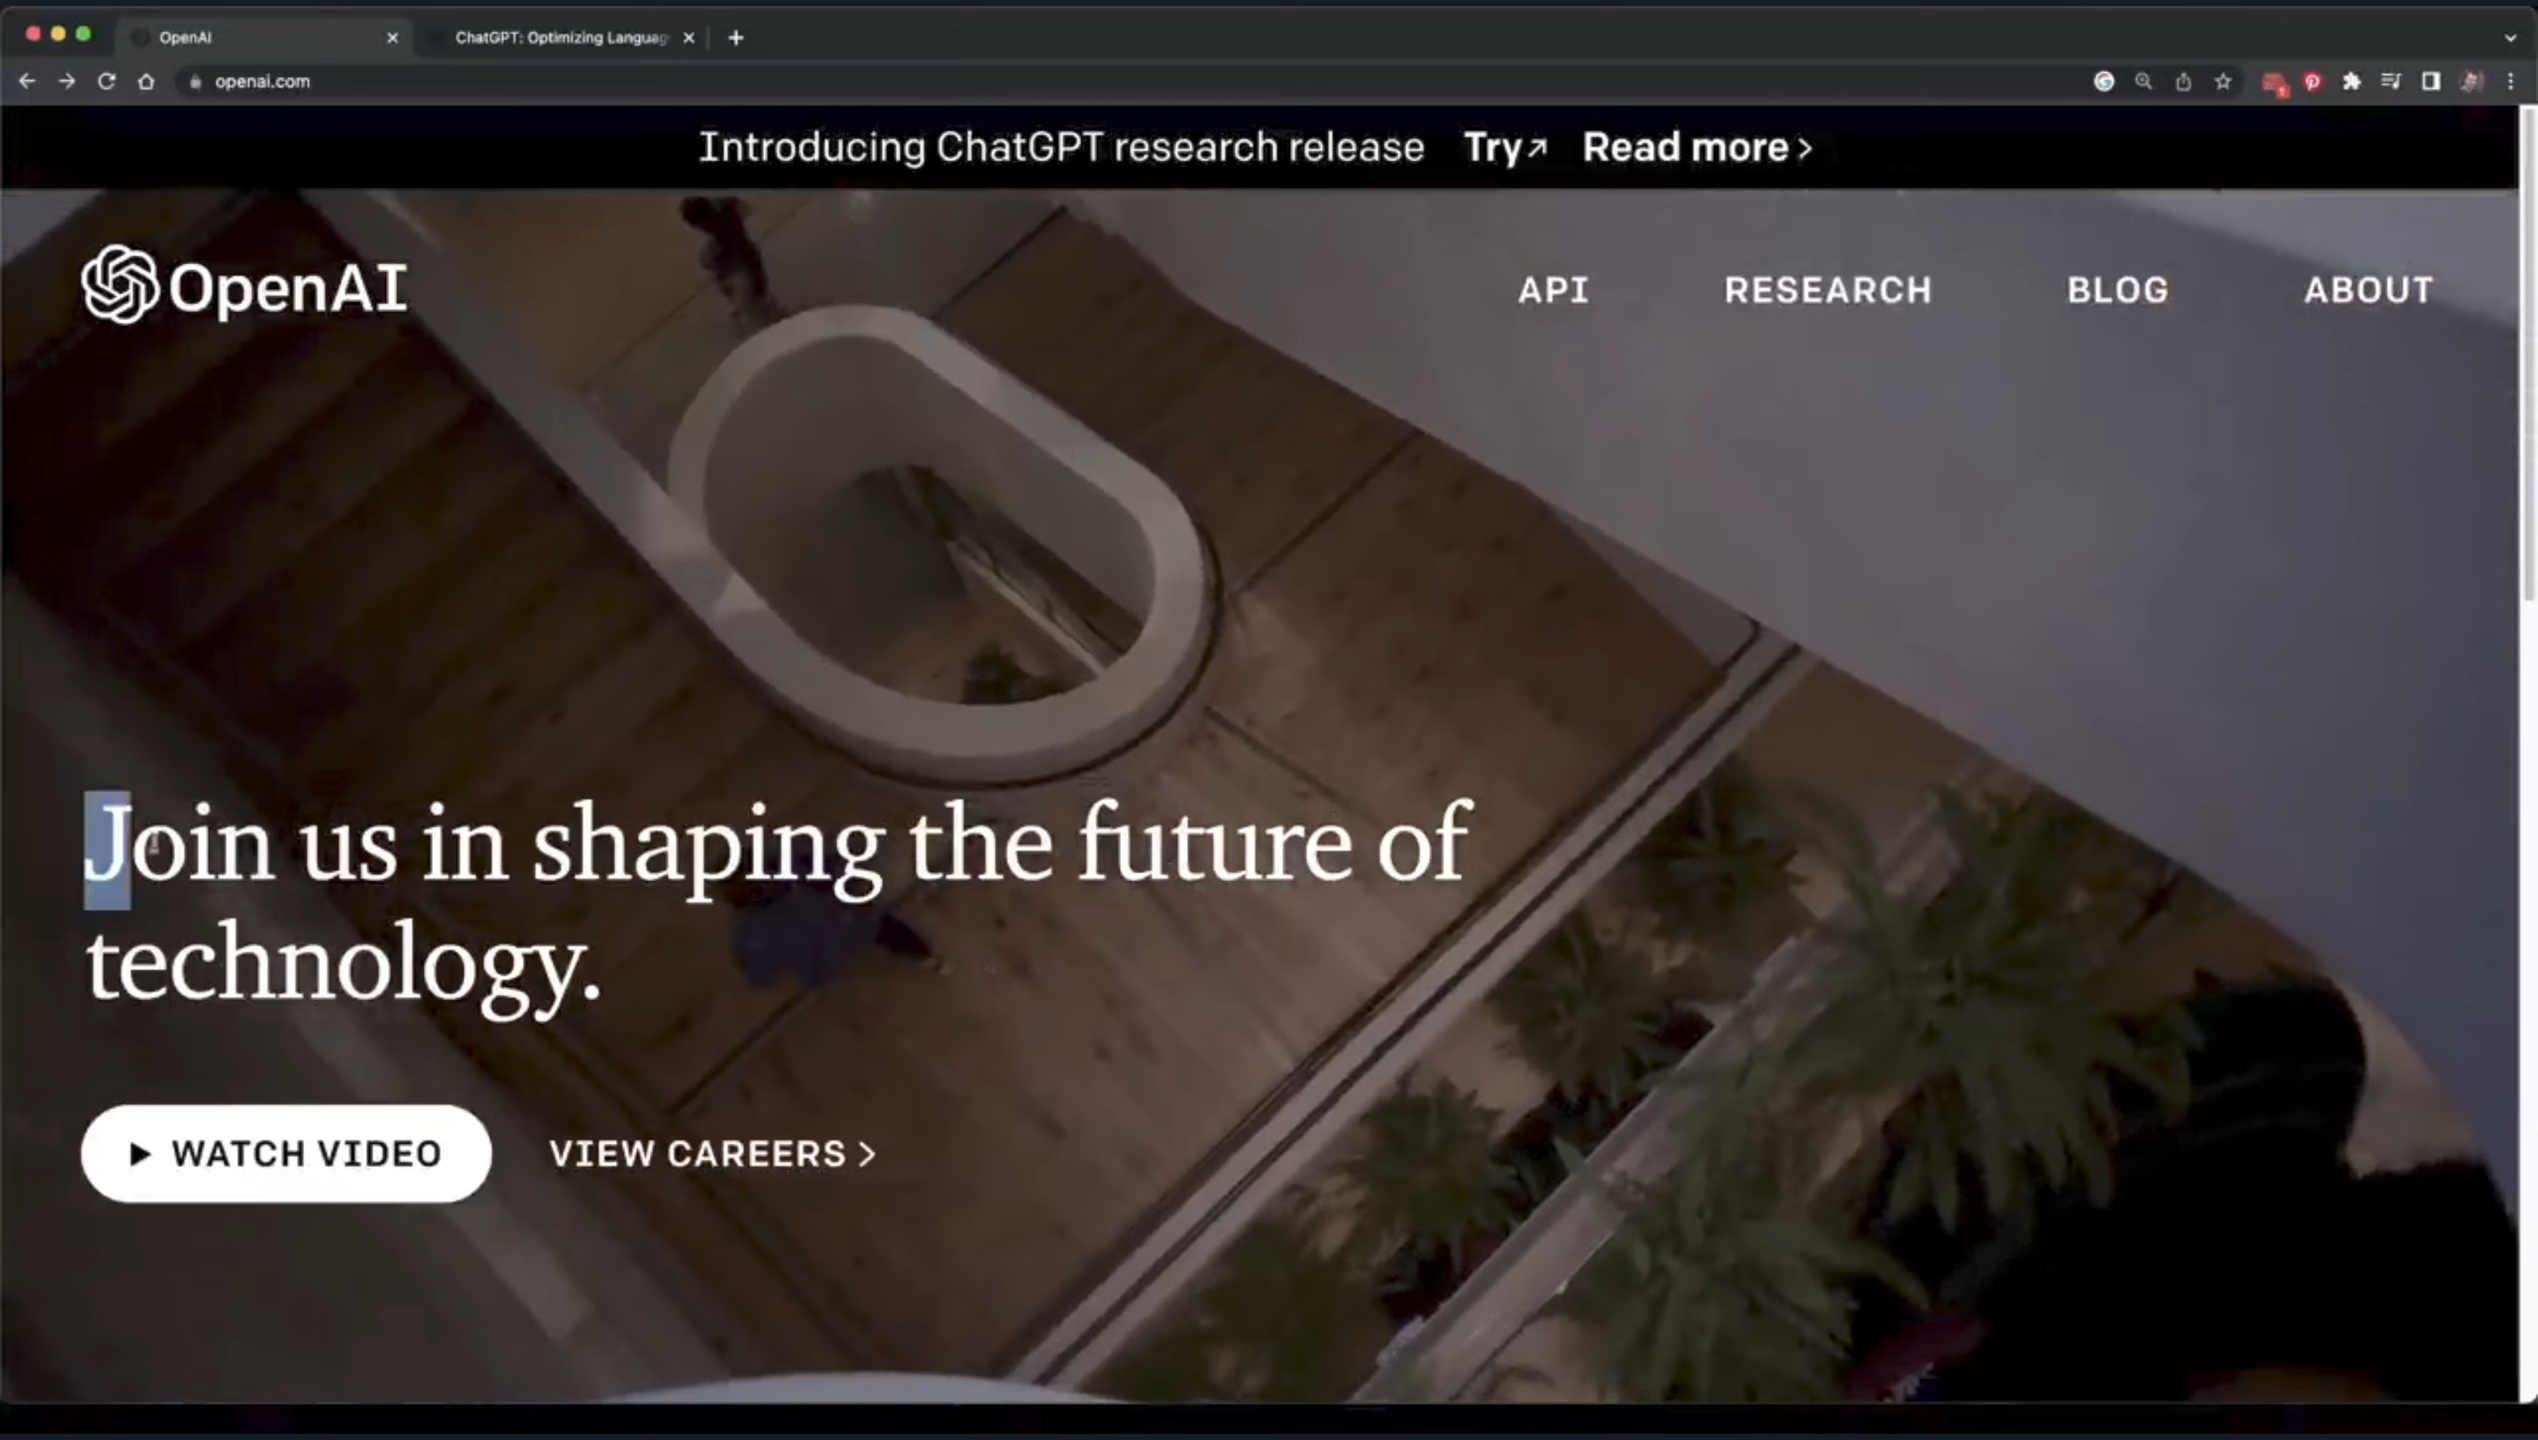 OpenAI
ChatGPT: Optimizing Languag
openai.com
Introducing ChatGPT research release Try↗ Read more >
OpenAI
API RESEARCH BLOG ABOUT
Join us in shaping the future of
technology.
WATCH VIDEO
VIEW CAREERS >